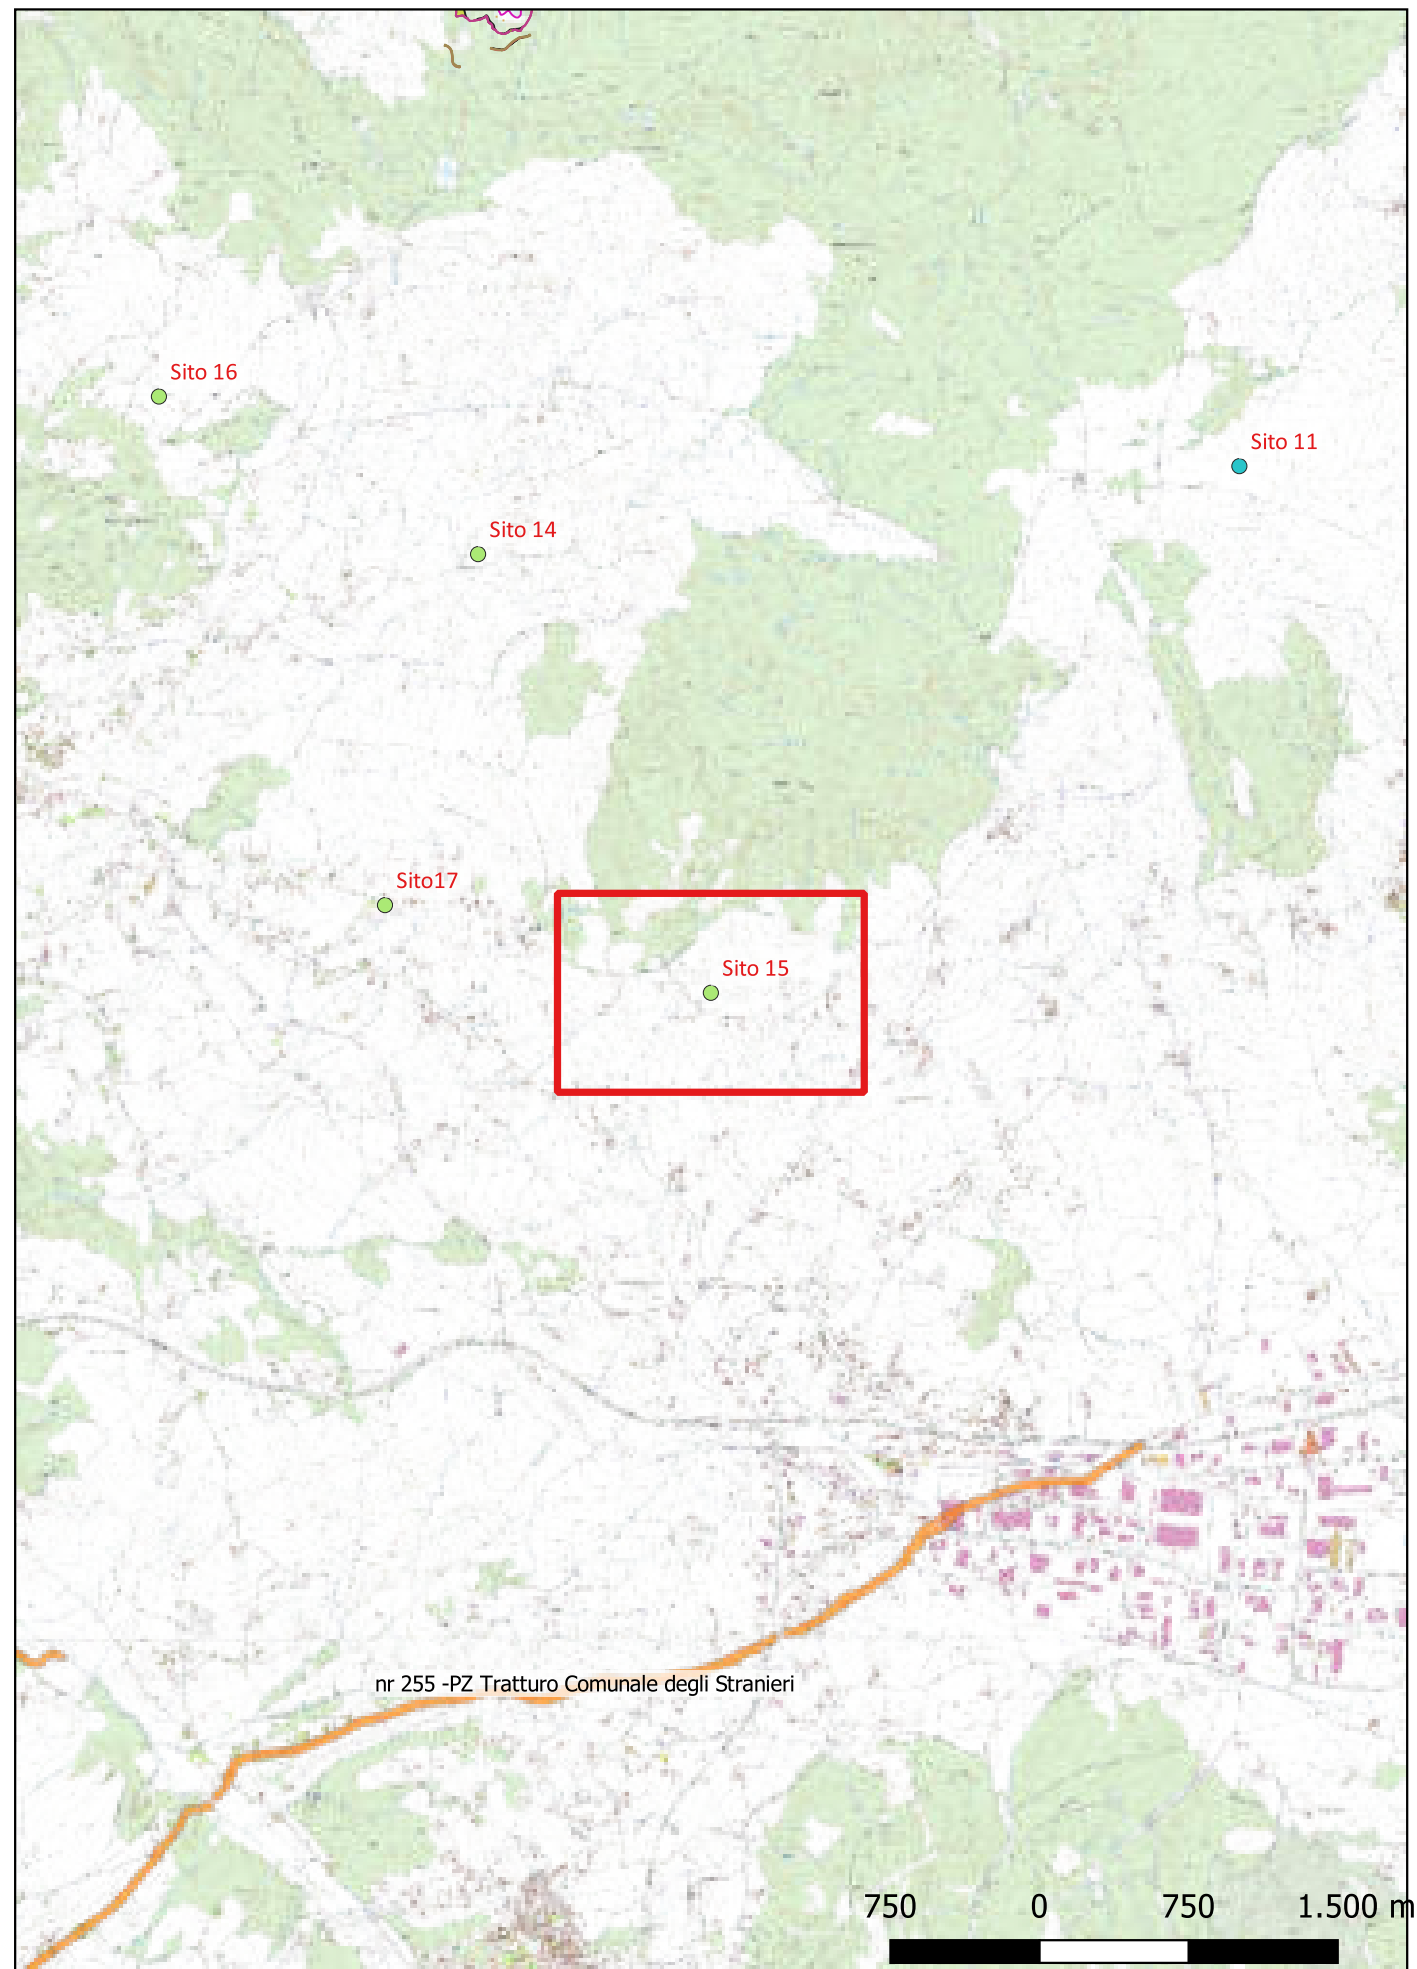 Sito 16
Sito 11
Sito 14
Sito17
Sito 15
nr 255 -PZ Tratturo Comunale degli Stranieri
750 0 750 1.500 m